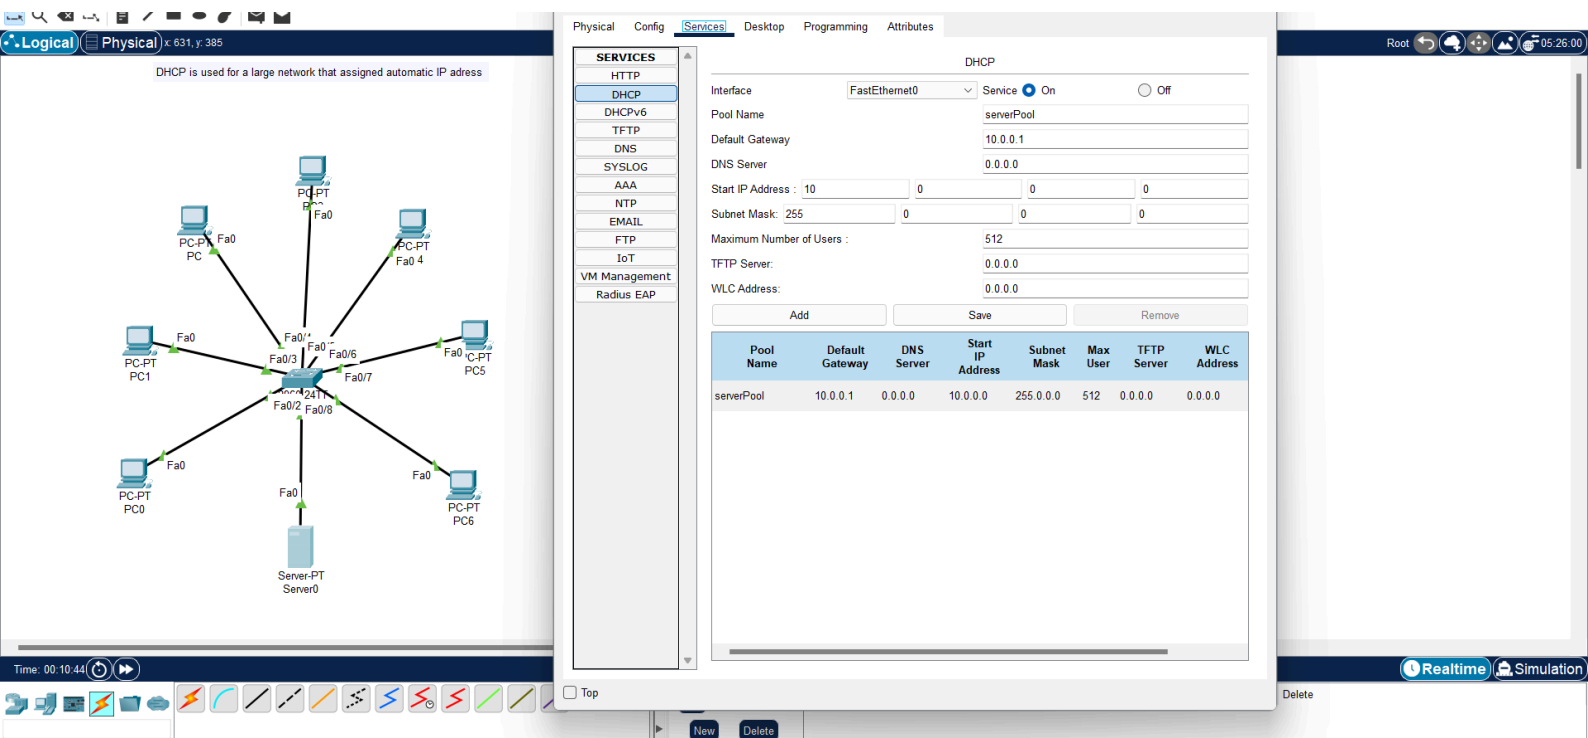 Logical Physical x: 631, y: 385
DHCP is used for a large network that assigned automatic IP adress
PC-PT
Fa0
PC-PT
PC
Fa0
PC-PT
Fa0 4
Fa0
PC-PT
PC1
Fa0/3
Fa0/6
Fa0/7
Fa0
PC-PT
PC5
Fa0/2
Fa0/8
Fa0
PC-PT
PC0
Fa0
PC-PT
PC6
Fa0
Server-PT
Server0
Time: 00:10:44
Physical Config Services Desktop Programming Attributes
SERVICES
HTTP
DHCP
DHCPv6
TFTP
DNS
SYSLOG
AAA
NTP
EMAIL
FTP
IoT
VM Management
Radius EAP
DHCP
Interface FastEthernet0 Service On Off
Pool Name serverPool
Default Gateway 10.0.0.1
DNS Server 0.0.0.0
Start IP Address : 10 0 0 0
Subnet Mask: 255 0 0 0
Maximum Number of Users : 512
TFTP Server: 0.0.0.0
WLC Address: 0.0.0.0
Add Save Remove
Pool Name Default Gateway DNS Server Start IP Address Subnet Mask Max User TFTP Server WLC Address
serverPool 10.0.0.1 0.0.0.0 10.0.0.0 255.0.0.0 512 0.0.0.0 0.0.0.0
Top
New Delete
Root 05:26:00
Realtime Simulation
Delete